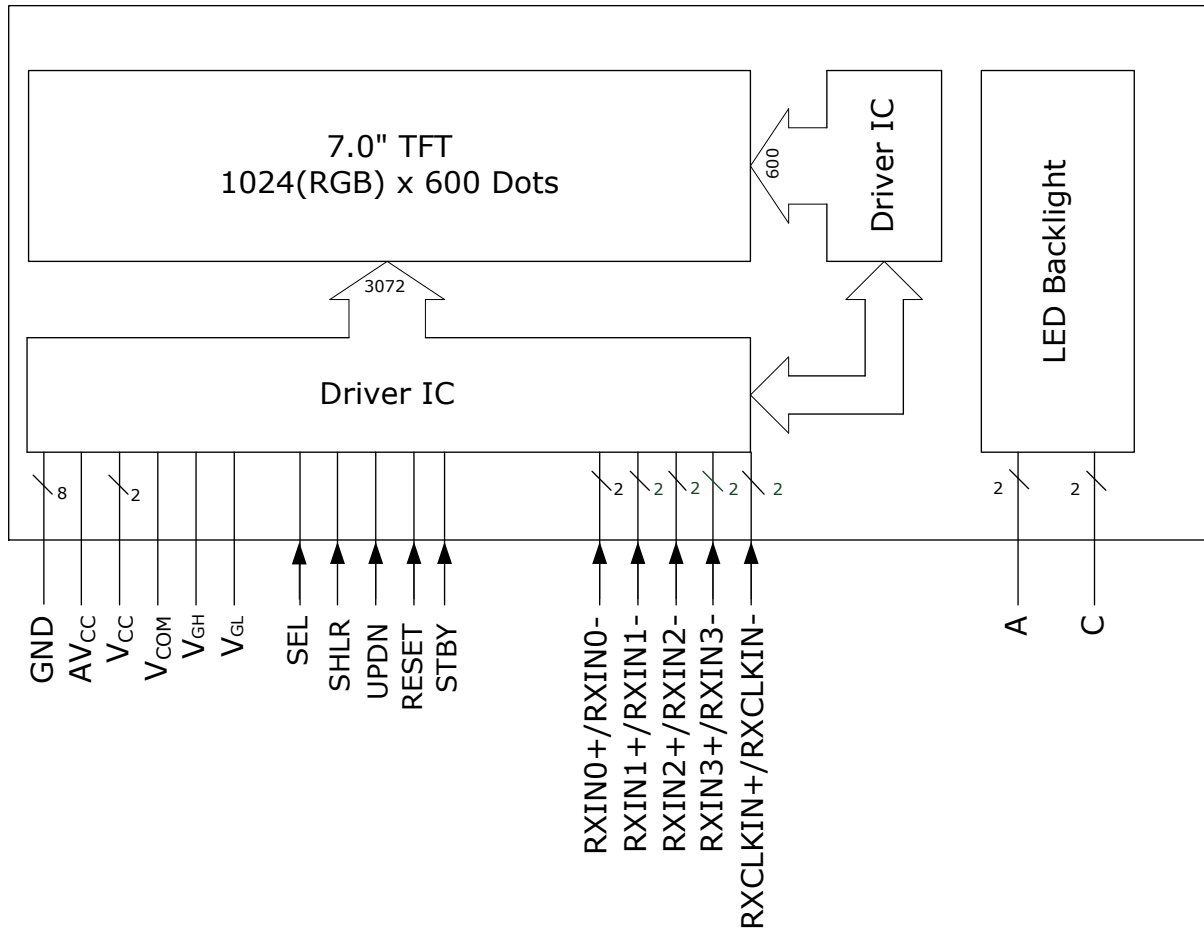 7.0" TFT
1024(RGB) x 600 Dots
600
Driver IC
LED Backlight
3072
Driver IC
8
2
2
2
2
2
2
2
2
GND
AVCC
VCC
VCOM
VGH
VGL
SEL
SHLR
UPDN
RESET
STBY
RXIN0+/RXIN0-
RXIN1+/RXIN1-
RXIN2+/RXIN2-
RXIN3+/RXIN3-
RXCLKIN+/RXCLKIN-
A
C